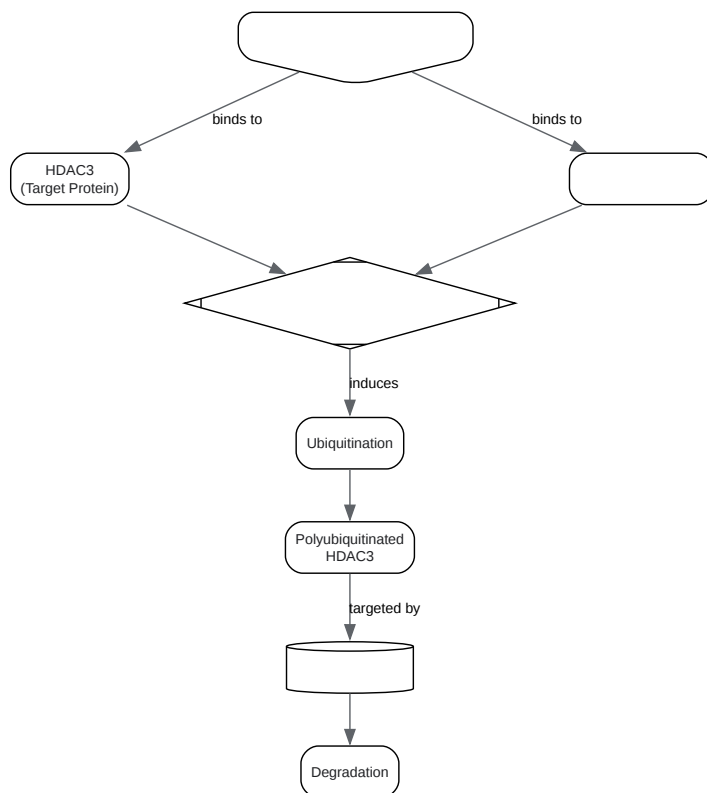 binds to
binds to
HDAC3
(Target Protein)
induces
Ubiquitination
Polyubiquitinated
HDAC3
targeted by
Degradation